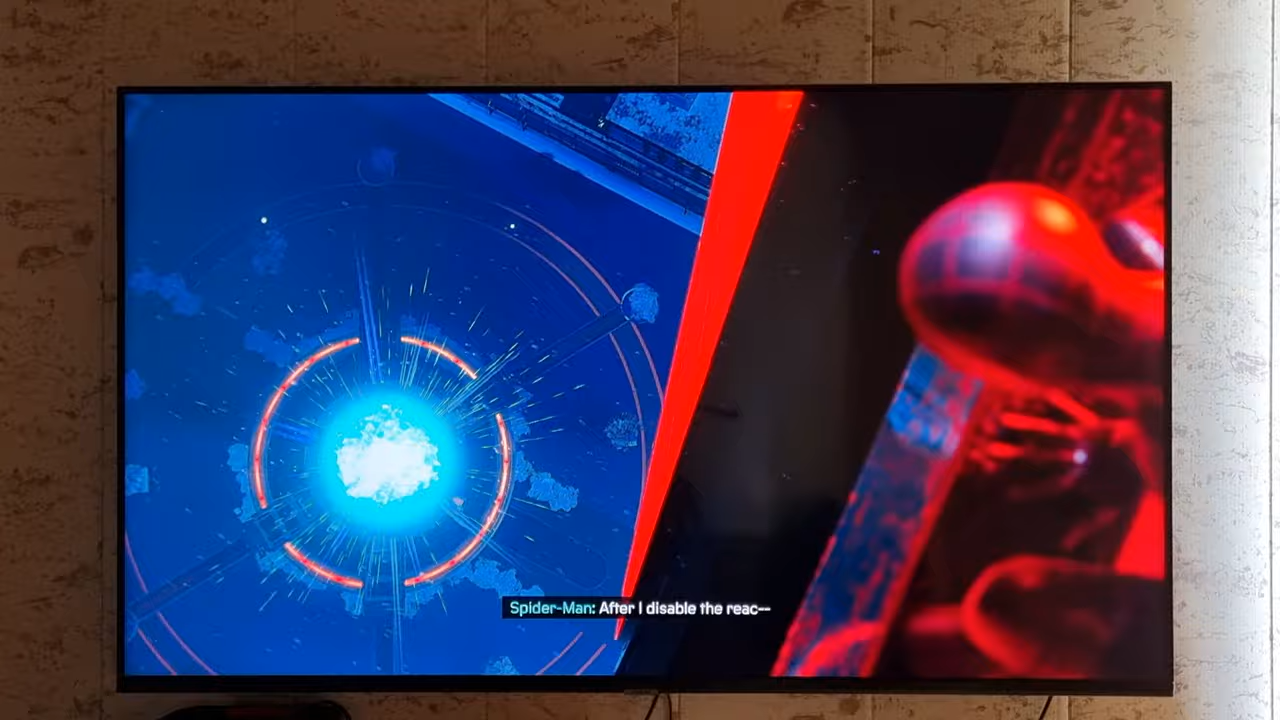 Spider-Man: After I disable the reac--